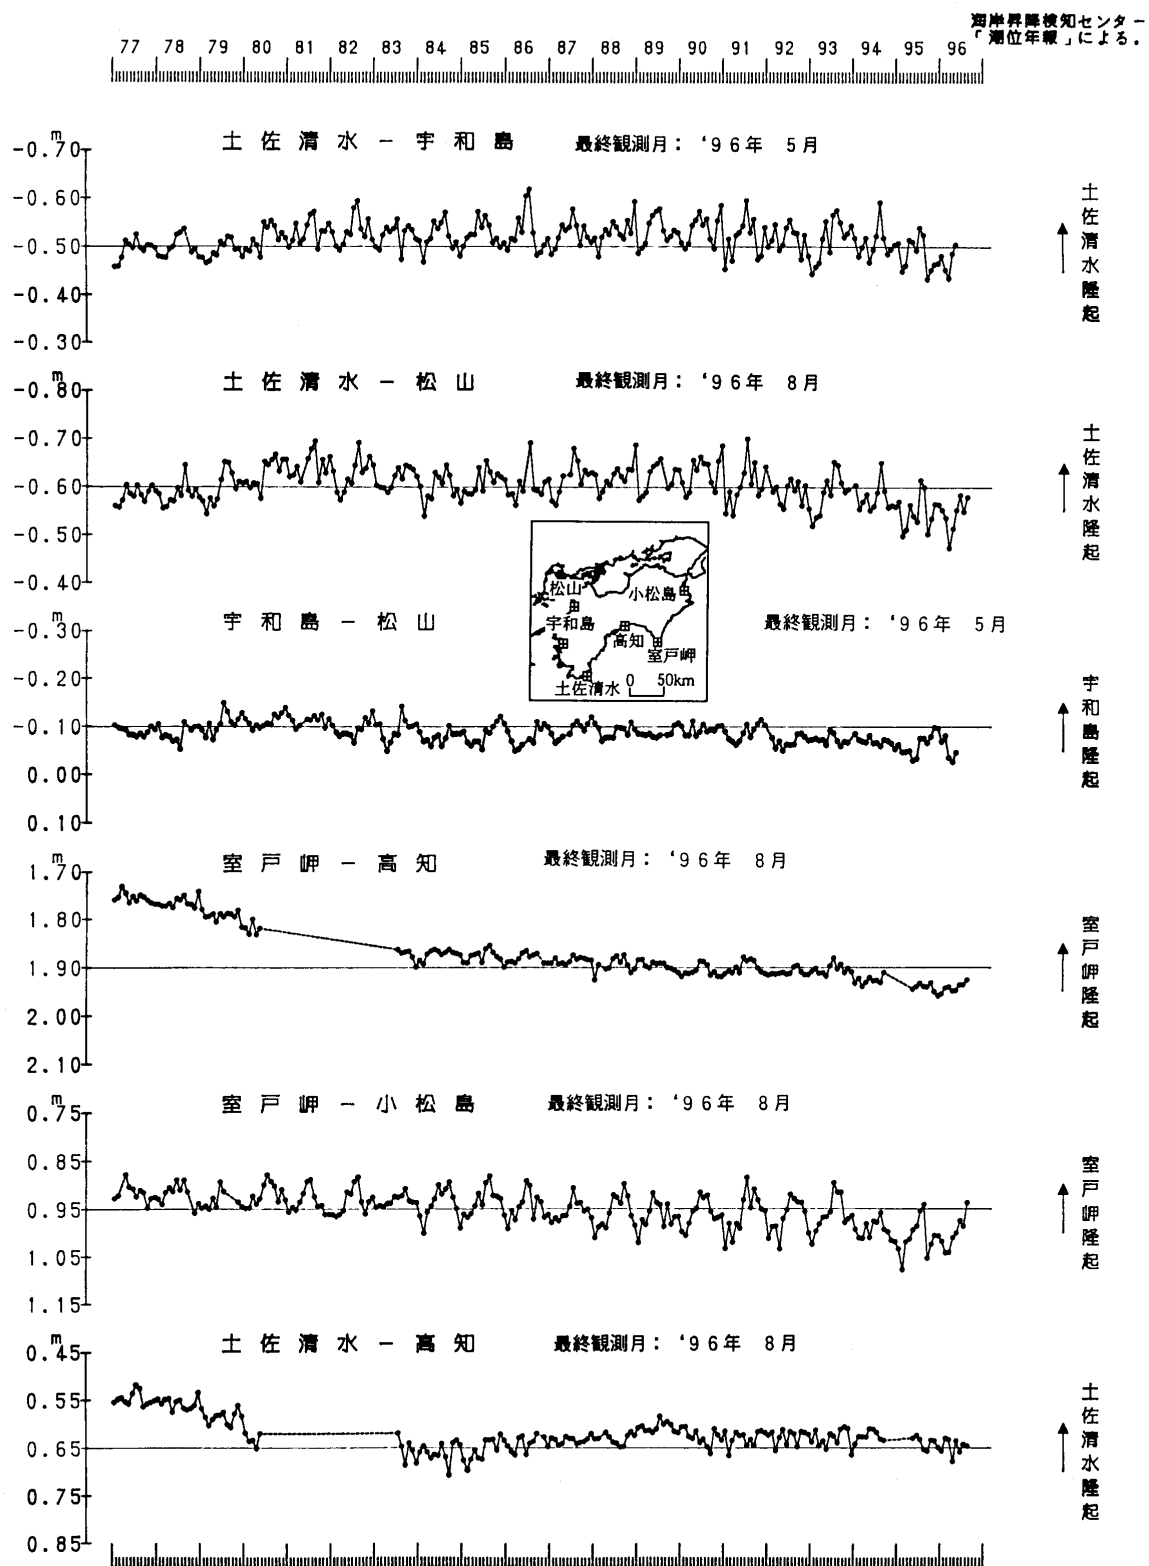 海岸昇降検知センター
「潮位年報」による.
77 78 79 80 81 82 83 84 85 86 87 88 89 90 91 92 93 94 95 96
m
土佐清水－宇和島 最終観測月: '96年 5月
-0.70
-0.60
-0.50
-0.40
-0.30
土佐清水隆起
m
土佐清水－松山 最終観測月: '96年 8月
-0.80
-0.70
-0.60
-0.50
-0.40
土佐清水隆起
松山
小松島
宇和島
高知
室戸岬
土佐清水
0 50km
m
宇和島－松山 最終観測月: '96年 5月
-0.30
-0.20
-0.10
0.00
0.10
宇和島隆起
m
室戸岬－高知 最終観測月: '96年 8月
1.70
1.80
1.90
2.00
2.10
室戸岬隆起
m
室戸岬－小松島 最終観測月: '96年 8月
0.75
0.85
0.95
1.05
1.15
室戸岬隆起
m
土佐清水－高知 最終観測月: '96年 8月
0.45
0.55
0.65
0.75
0.85
土佐清水隆起